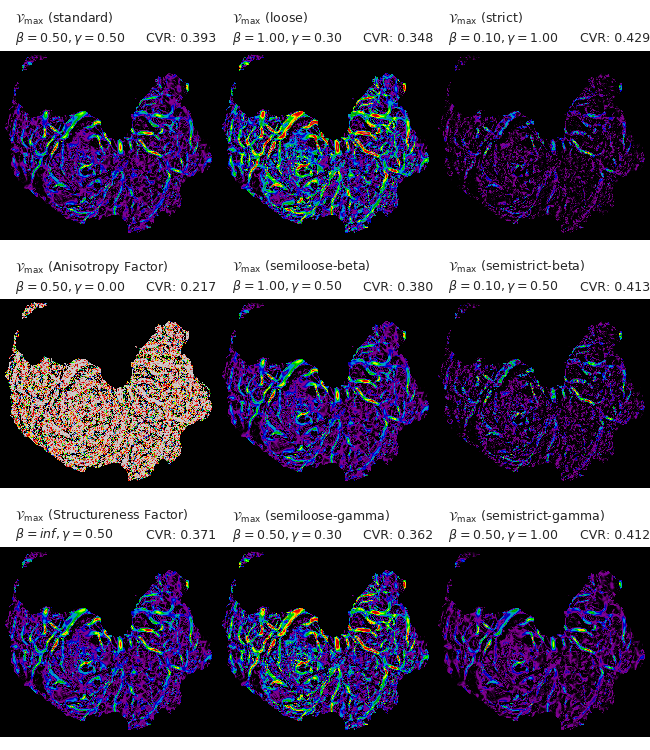 𝒱max (standard)
β = 0.50, γ = 0.50 CVR: 0.393
𝒱max (loose)
β = 1.00, γ = 0.30 CVR: 0.348
𝒱max (strict)
β = 0.10, γ = 1.00 CVR: 0.429
𝒱max (Anisotropy Factor)
β = 0.50, γ = 0.00 CVR: 0.217
𝒱max (semiloose-beta)
β = 1.00, γ = 0.50 CVR: 0.380
𝒱max (semistrict-beta)
β = 0.10, γ = 0.50 CVR: 0.413
𝒱max (Structureness Factor)
β = inf, γ = 0.50 CVR: 0.371
𝒱max (semiloose-gamma)
β = 0.50, γ = 0.30 CVR: 0.362
𝒱max (semistrict-gamma)
β = 0.50, γ = 1.00 CVR: 0.412